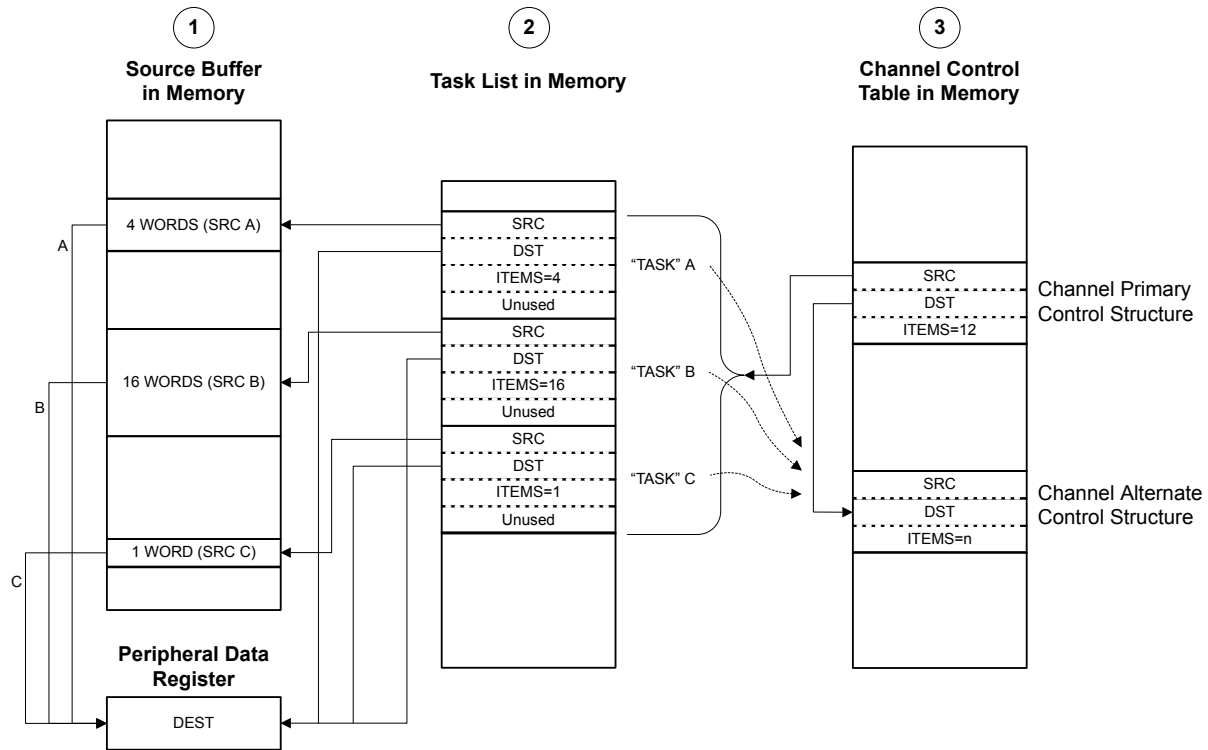 1
Source Buffer
in Memory
4 WORDS (SRC A)
16 WORDS (SRC B)
1 WORD (SRC C)
A
B
C
Peripheral Data
Register
DEST
2
Task List in Memory
SRC
DST
ITEMS=4
Unused
SRC
DST
ITEMS=16
Unused
SRC
DST
ITEMS=1
Unused
“TASK” A
“TASK” B
“TASK” C
3
Channel Control
Table in Memory
SRC
DST
ITEMS=12
Channel Primary
Control Structure
SRC
DST
ITEMS=n
Channel Alternate
Control Structure